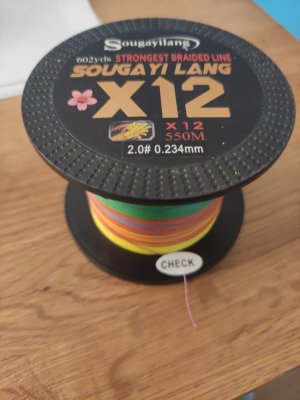 Sougayilang
602yds STRONGEST BRAIDED LINE
SOUGAYI LANG
X12
X12
550M
2.0# 0.234mm
CHECK